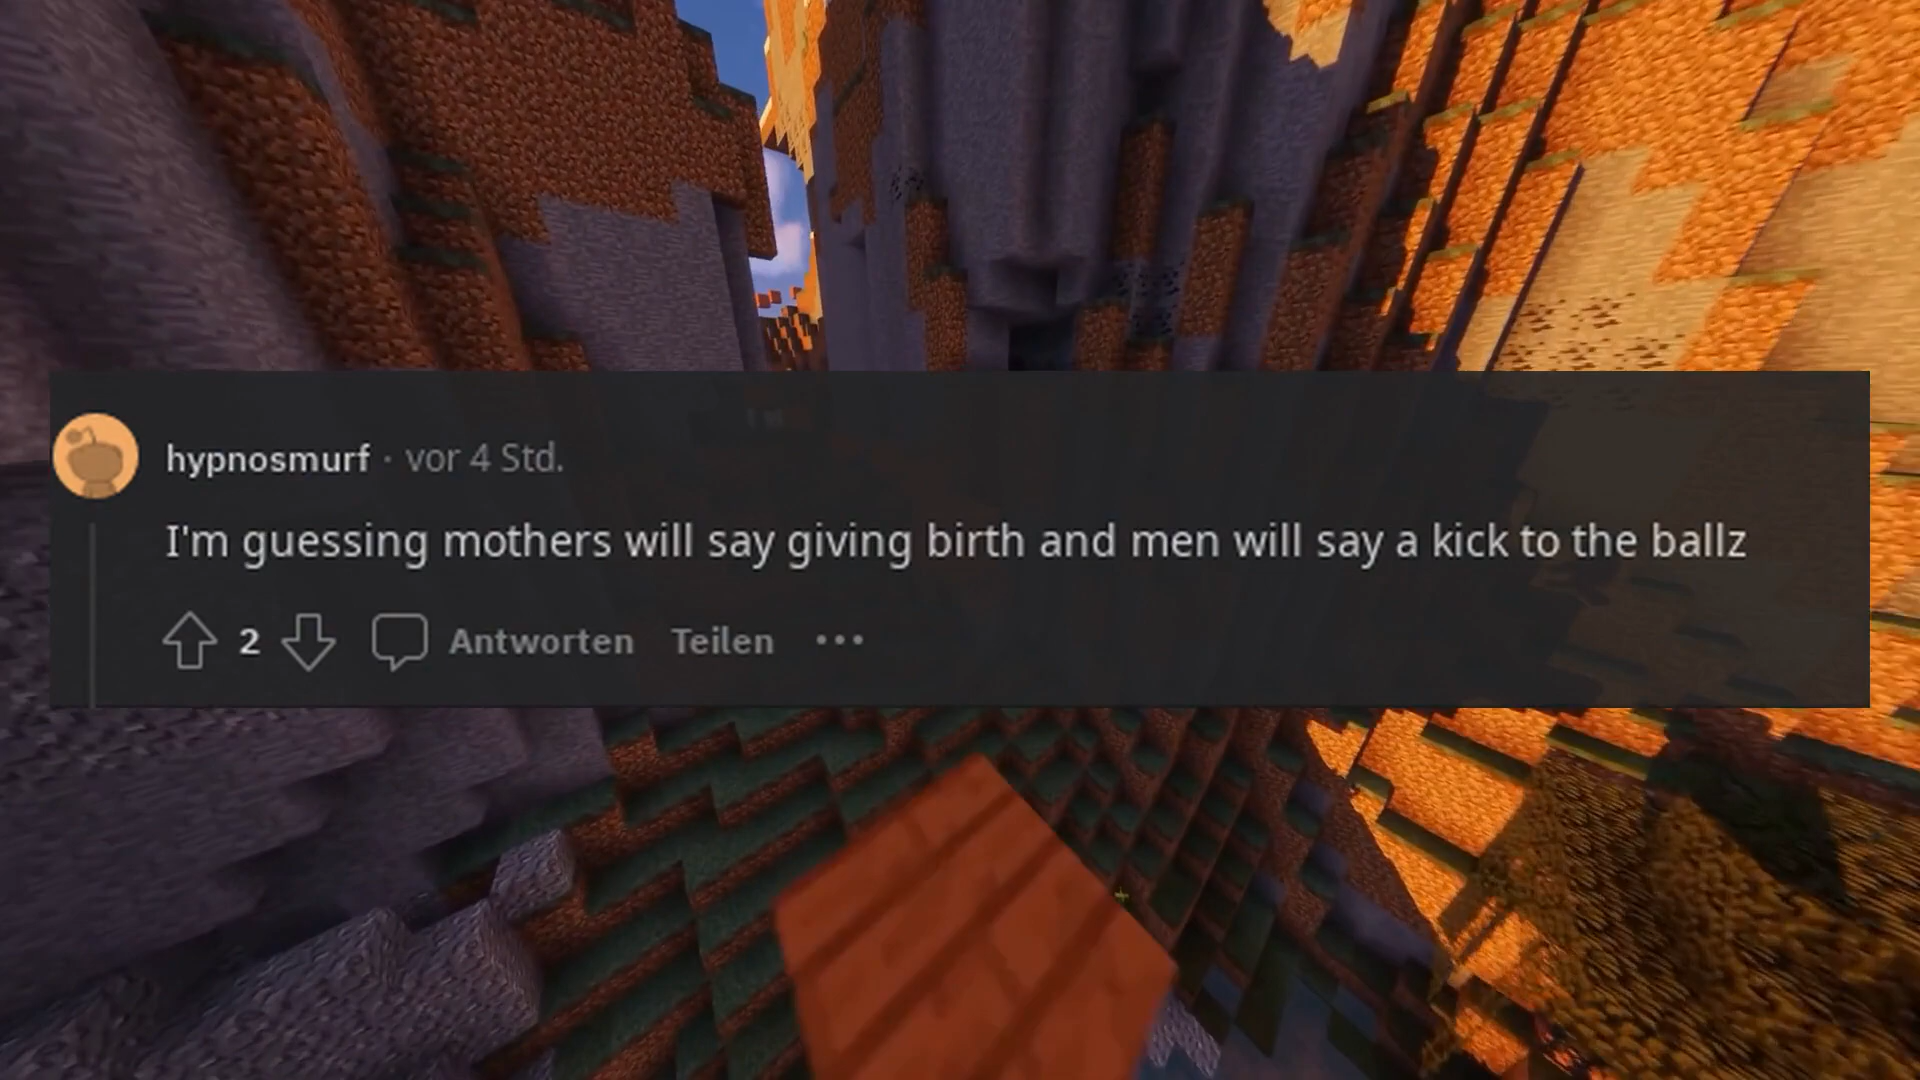 hypnosmurf · vor 4 Std.
I'm guessing mothers will say giving birth and men will say a kick to the ballz
2 Antworten Teilen •••